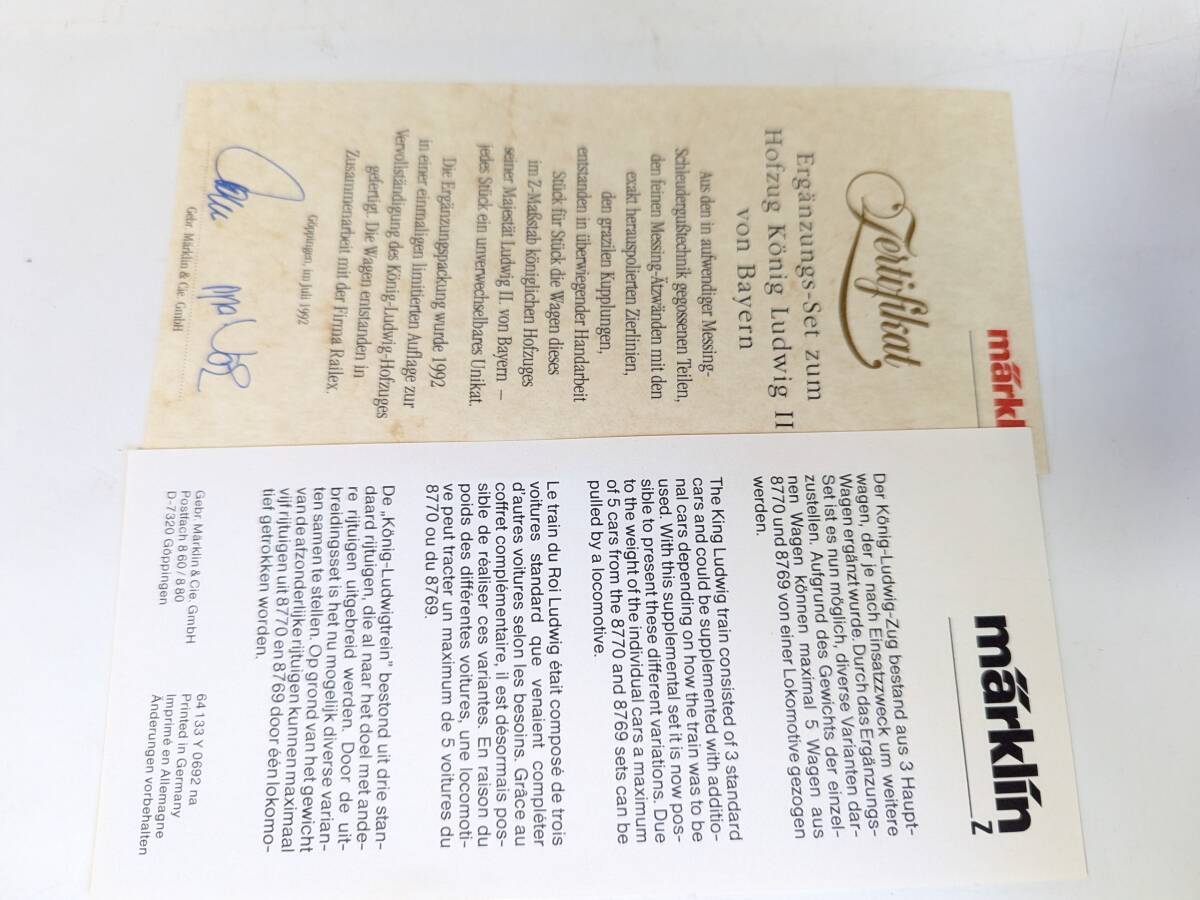 märkl
Zertifikat
Ergänzungs-Set zum
Hofzug König Ludwig II
von Bayern
Aus den in aufwendiger Messing-
Schleudergußtechnik gegossenen Teilen,
den feinen Messing-Ätzwänden mit den
exakt herauspolierten Zierlinien,
den grazilen Kupplungen,
entstanden in überwiegender Handarbeit
Stück für Stück die Wagen dieses
im Z-Maßstab königlichen Hofzuges
seiner Majestät Ludwig II. von Bayern –
jedes Stück ein unverwechselbares Unikat.
Die Ergänzungspackung wurde 1992
in einer einmaligen limitierten Auflage zur
Vervollständigung des König-Ludwig-Hofzuges
gefertigt. Die Wagen entstanden in
Zusammenarbeit mit der Firma Railex.
Göppingen, im Juli 1992
Gebr. Märklin & Cie. GmbH
märklin
Z
Der König-Ludwig-Zug bestand aus 3 Haupt-
wagen, der je nach Einsatzzweck um weitere
Wagen ergänzt wurde. Durch das Ergänzungs-
Set ist es nun möglich, diverse Varianten dar-
zustellen. Aufgrund des Gewichts der einzel-
nen Wagen können maximal 5 Wagen aus
8770 und 8769 von einer Lokomotive gezogen
werden.
The King Ludwig train consisted of 3 standard
cars and could be supplemented with additio-
nal cars depending on how the train was to be
used. With this supplemental set it is now pos-
sible to present these different variations. Due
to the weight of the individual cars a maximum
of 5 cars from the 8770 and 8769 sets can be
pulled by a locomotive.
Le train du Roi Ludwig était composé de trois
voitures standard que venaient compléter
d'autres voitures selon les besoins. Grâce au
coffret complémentaire, il est désormais pos-
sible de réaliser ces variantes. En raison du
poids des différentes voitures, une locomoti-
ve peut tracter un maximum de 5 voitures du
8770 ou du 8769.
De „König-Ludwigtrein" bestond uit drie stan-
daard rijtuigen, die al naar het doel met ande-
re rijtuigen uitgebreid werden. Door de uit-
breidingsset is het nu mogelijk diverse varian-
ten samen te stellen. Op grond van het gewicht
van de afzonderlijke rijtuigen kunnen maximaal
vijf rijtuigen uit 8770 en 8769 door één lokomo-
tief getrokken worden.
Gebr. Märklin & Cie. GmbH
Postfach 8 60 / 8 80
D-7320 Göppingen
64 133 Y 0692 na
Printed in Germany
Imprimé en Allemagne
Änderungen vorbehalten